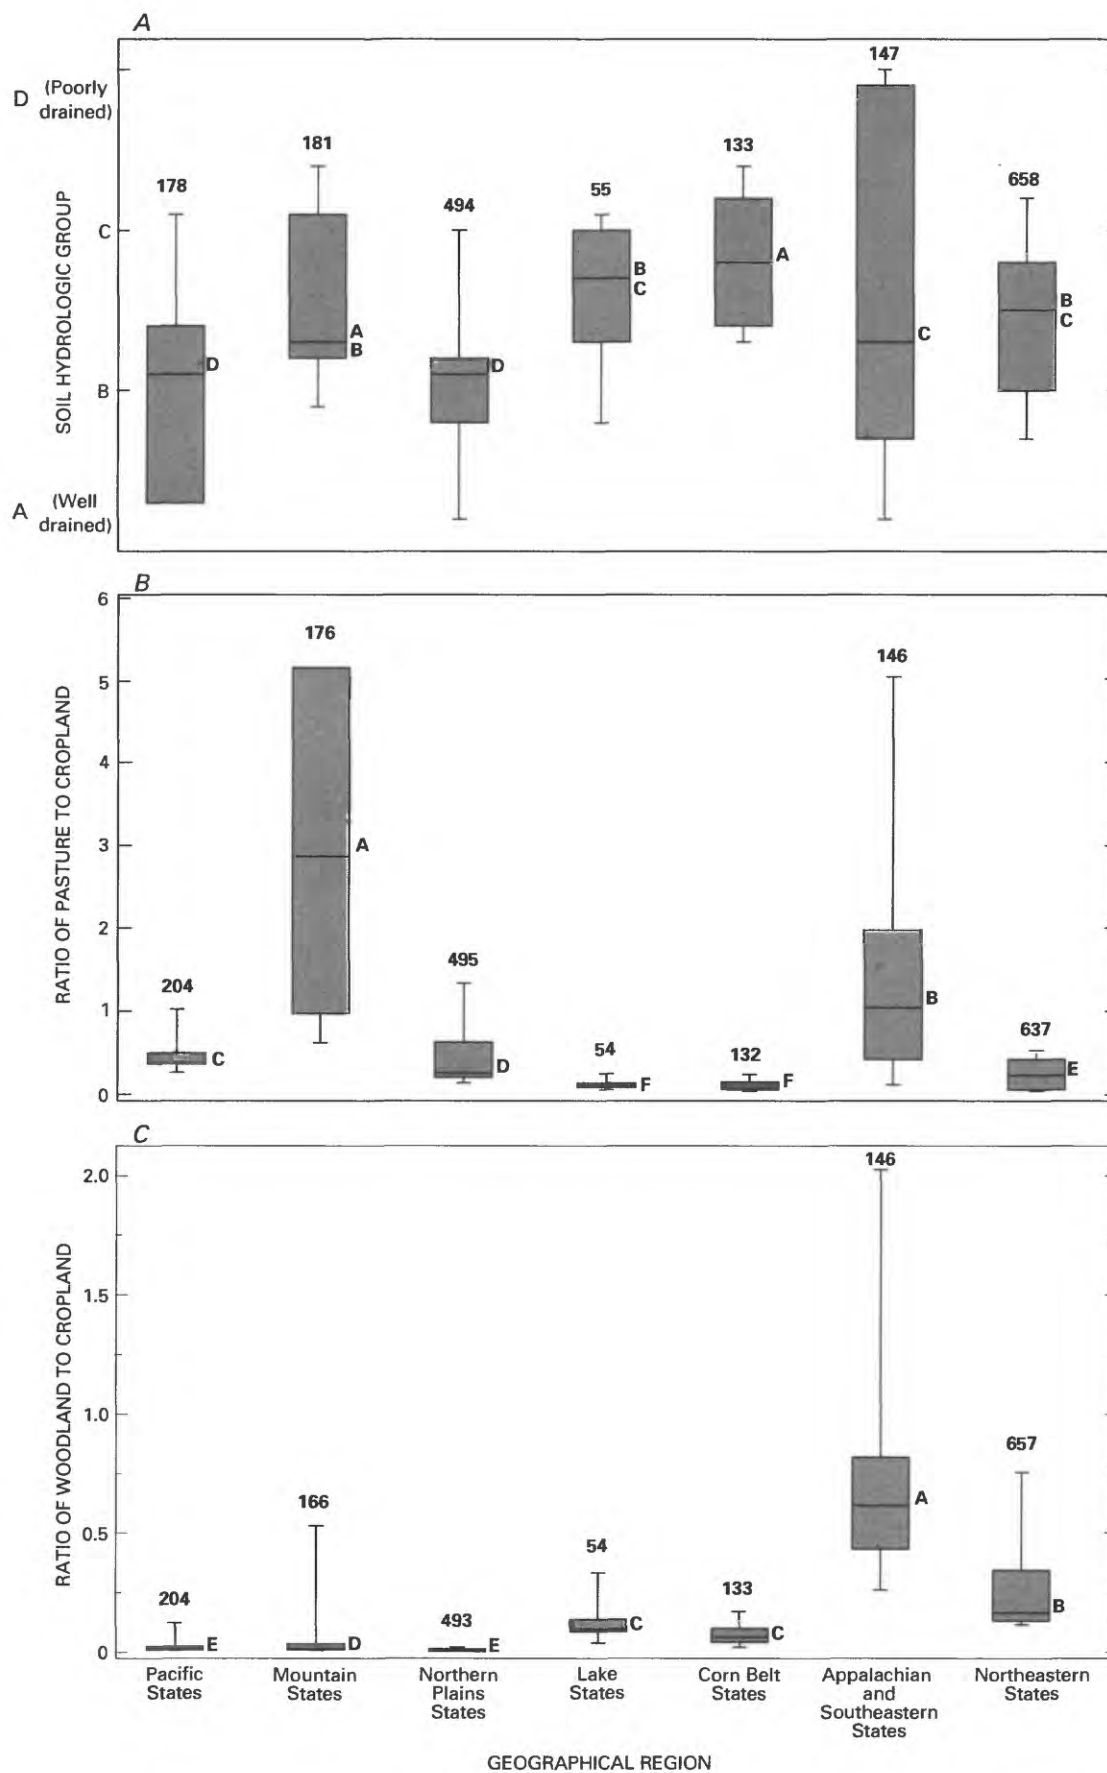 A
D (Poorly drained)
SOIL HYDROLOGIC GROUP
C
B
A (Well drained)
178
181
494
55
133
147
658
D
A
B
D
B
C
A
C
B
C
B
RATIO OF PASTURE TO CROPLAND
6
5
4
3
2
1
0
204
176
495
54
132
146
637
C
A
D
F
F
B
E
C
RATIO OF WOODLAND TO CROPLAND
2.0
1.5
1.0
0.5
0
204
166
493
54
133
146
657
E
D
E
C
C
A
B
Pacific
States
Mountain
States
Northern
Plains
States
Lake
States
Corn Belt
States
Appalachian
and
Southeastern
States
Northeastern
States
GEOGRAPHICAL REGION